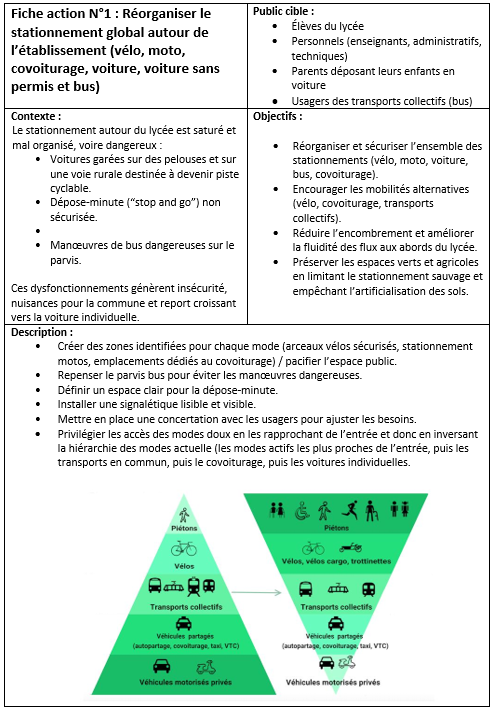 Fiche action N°1 : Réorganiser le
stationnement global autour de
l'établissement (vélo, moto,
covoiturage, voiture, voiture sans
permis et bus)
Public cible :
• Élèves du lycée
• Personnels (enseignants, administratifs,
techniques)
• Parents déposant leurs enfants en
voiture
• Usagers des transports collectifs (bus)
Contexte :
Le stationnement autour du lycée est saturé et
mal organisé, voire dangereux :
• Voitures garées sur des pelouses et sur
une voie rurale destinée à devenir piste
cyclable.
• Dépose-minute ("stop and go") non
sécurisée.
•
• Manœuvres de bus dangereuses sur le
parvis.
Ces dysfonctionnements génèrent insécurité,
nuisances pour la commune et report croissant
vers la voiture individuelle.
Objectifs :
• Réorganiser et sécuriser l'ensemble des
stationnements (vélo, moto, voiture,
bus, covoiturage).
• Encourager les mobilités alternatives
(vélo, covoiturage, transports
collectifs).
• Réduire l'encombrement et améliorer
la fluidité des flux aux abords du lycée.
• Préserver les espaces verts et agricoles
en limitant le stationnement sauvage et
empêchant l'artificialisation des sols.
Description :
• Créer des zones identifiées pour chaque mode (arceaux vélos sécurisés, stationnement
motos, emplacements dédiés au covoiturage) / pacifier l'espace public.
• Repenser le parvis bus pour éviter les manœuvres dangereuses.
• Définir un espace clair pour la dépose-minute.
• Installer une signalétique lisible et visible.
• Mettre en place une concertation avec les usagers pour ajuster les besoins.
• Privilégier les accès des modes doux en les rapprochant de l'entrée et donc en inversant
la hiérarchie des modes actuelle (les modes actifs les plus proches de l'entrée, puis les
transports en commun, puis le covoiturage, puis les voitures individuelles.
Piétons
Vélos
Transports collectifs
Véhicules partagés
(autopartage, covoiturage, taxi, VTC)
Véhicules motorisés privés
Piétons
Vélos, vélos cargo, trottinettes
Transports collectifs
Véhicules partagés
(autopartage, covoiturage, taxi, VTC)
Véhicules motorisés privés